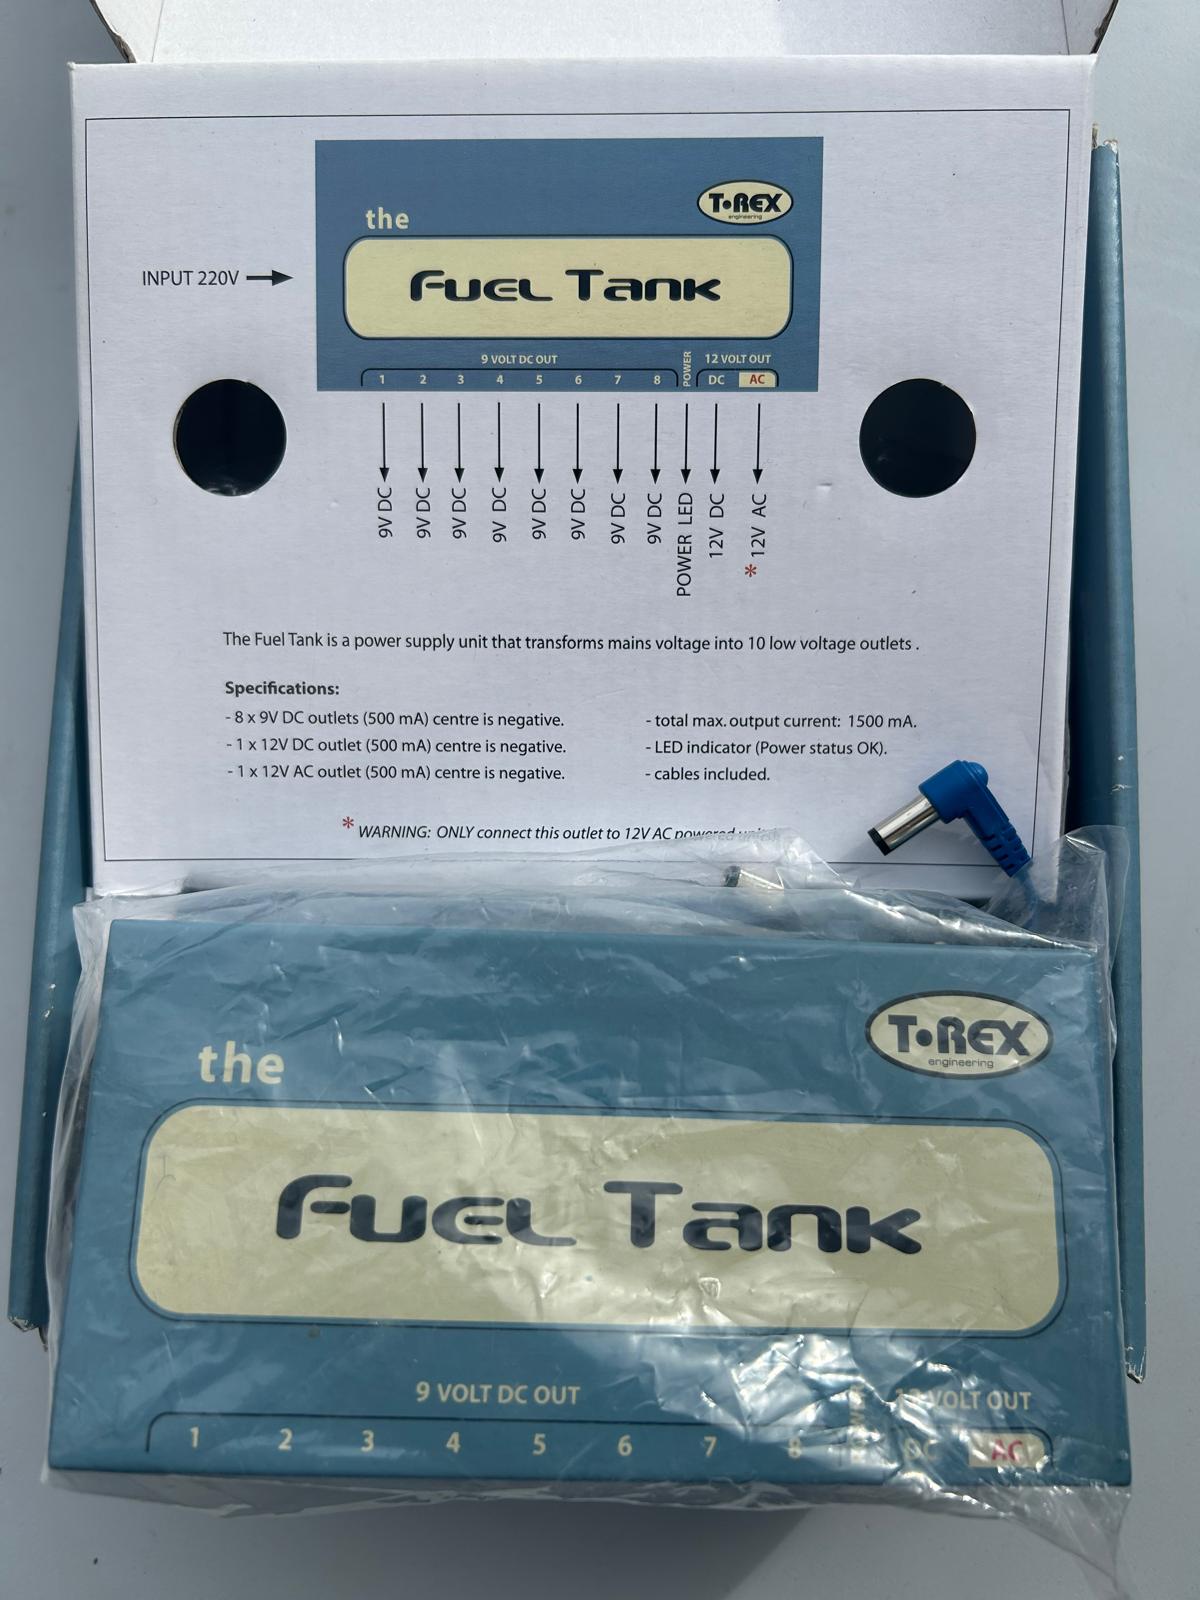 the
T•REX
engineering
INPUT 220V
Fuel Tank
9 VOLT DC OUT
POWER
12 VOLT OUT
1 2 3 4 5 6 7 8 DC AC
9V DC
9V DC
9V DC
9V DC
9V DC
9V DC
9V DC
9V DC
POWER LED
12V DC
* 12V AC
The Fuel Tank is a power supply unit that transforms mains voltage into 10 low voltage outlets .
Specifications:
- 8 x 9V DC outlets (500 mA) centre is negative.
- 1 x 12V DC outlet (500 mA) centre is negative.
- 1 x 12V AC outlet (500 mA) centre is negative.
- total max. output current: 1500 mA.
- LED indicator (Power status OK).
- cables included.
* WARNING: ONLY connect this outlet to 12V AC powered units.
the
T•REX
engineering
Fuel Tank
9 VOLT DC OUT
POWER
12 VOLT OUT
1 2 3 4 5 6 7 8 DC AC